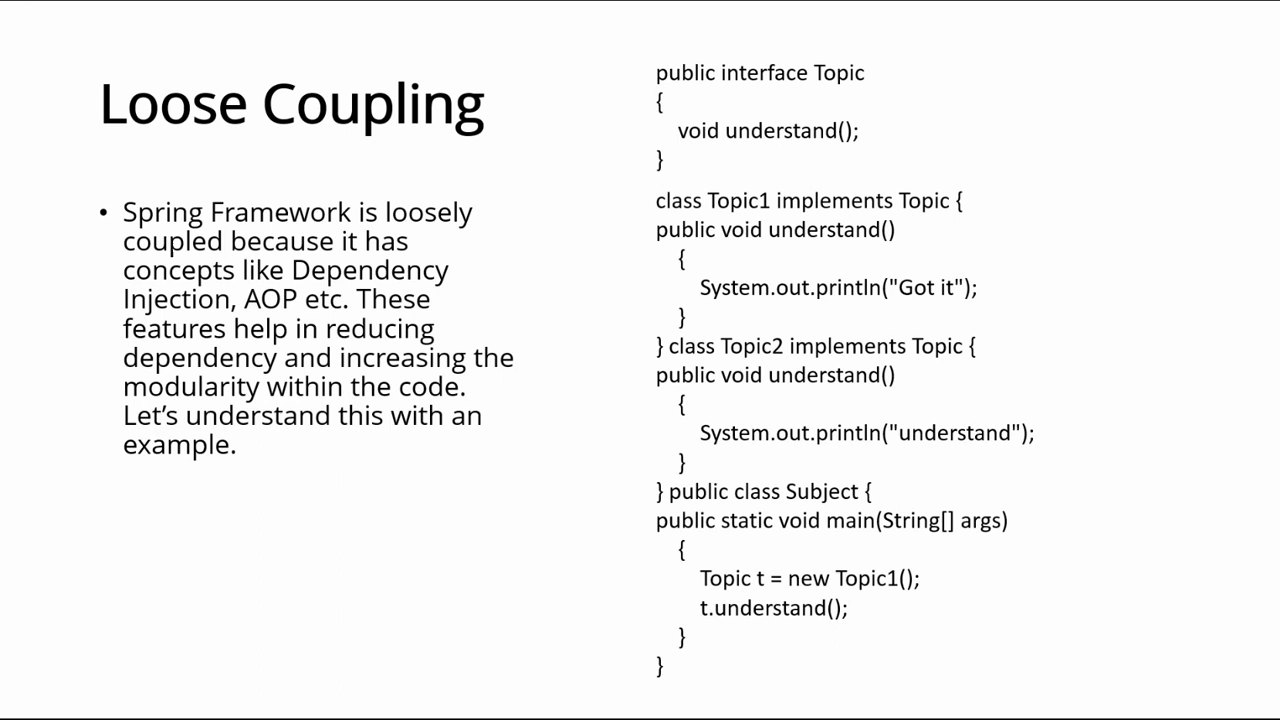 Loose Coupling
• Spring Framework is loosely
coupled because it has
concepts like Dependency
Injection, AOP etc. These
features help in reducing
dependency and increasing the
modularity within the code.
Let’s understand this with an
example.
public interface Topic
{
void understand();
}
class Topic1 implements Topic {
public void understand()
{
System.out.println("Got it");
}
} class Topic2 implements Topic {
public void understand()
{
System.out.println("understand");
}
} public class Subject {
public static void main(String[] args)
{
Topic t = new Topic1();
t.understand();
}
}